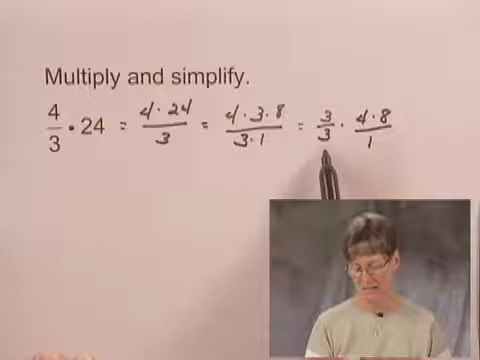 Multiply and simplify.
4/3 • 24 = 4 · 24/3 = 4 · 3 · 8/3 · 1 = 3/3 · 4 · 8/1